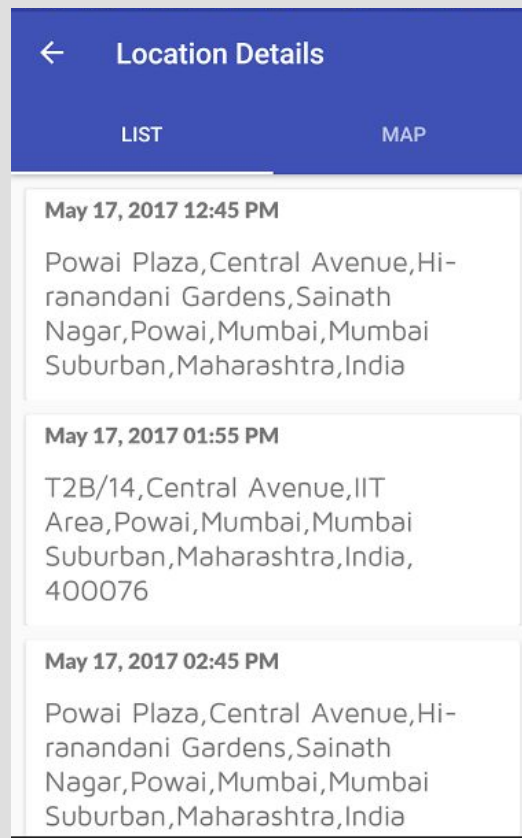 Location Details
LIST MAP
May 17, 2017 12:45 PM
Powai Plaza,Central Avenue,Hi-
ranandani Gardens,Sainath
Nagar,Powai,Mumbai,Mumbai
Suburban,Maharashtra,India
May 17, 2017 01:55 PM
T2B/14,Central Avenue,IIT
Area,Powai,Mumbai,Mumbai
Suburban,Maharashtra,India,
400076
May 17, 2017 02:45 PM
Powai Plaza,Central Avenue,Hi-
ranandani Gardens,Sainath
Nagar,Powai,Mumbai,Mumbai
Suburban,Maharashtra,India